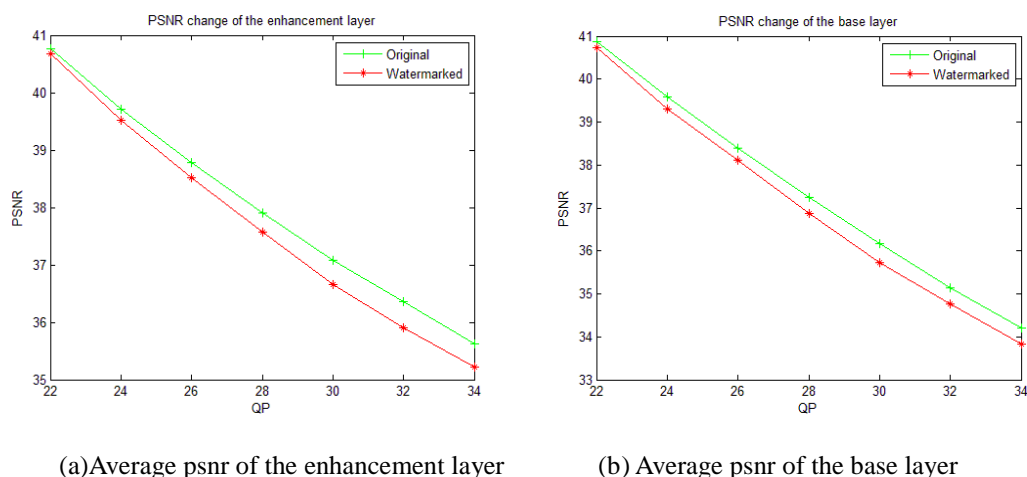 PSNR change of the enhancement layer
41
40
39
38
37
36
35
PSNR
22
24
26
28
30
32
34
QP
Original
Watermarked
(a)Average psnr of the enhancement layer
PSNR change of the base layer
41
40
39
38
37
36
35
34
33
PSNR
22
24
26
28
30
32
34
QP
Original
Watermarked
(b) Average psnr of the base layer